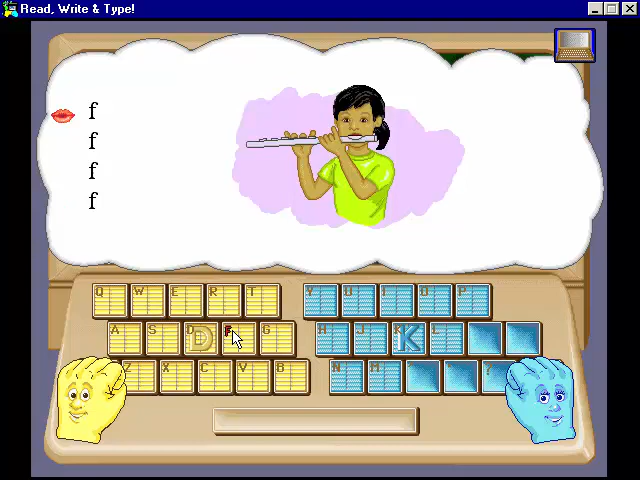 Read, Write & Type!
f
f
f
f
Q W E R T Y U I O P
A S D D F G H J K K L
Z X C V B N M ?